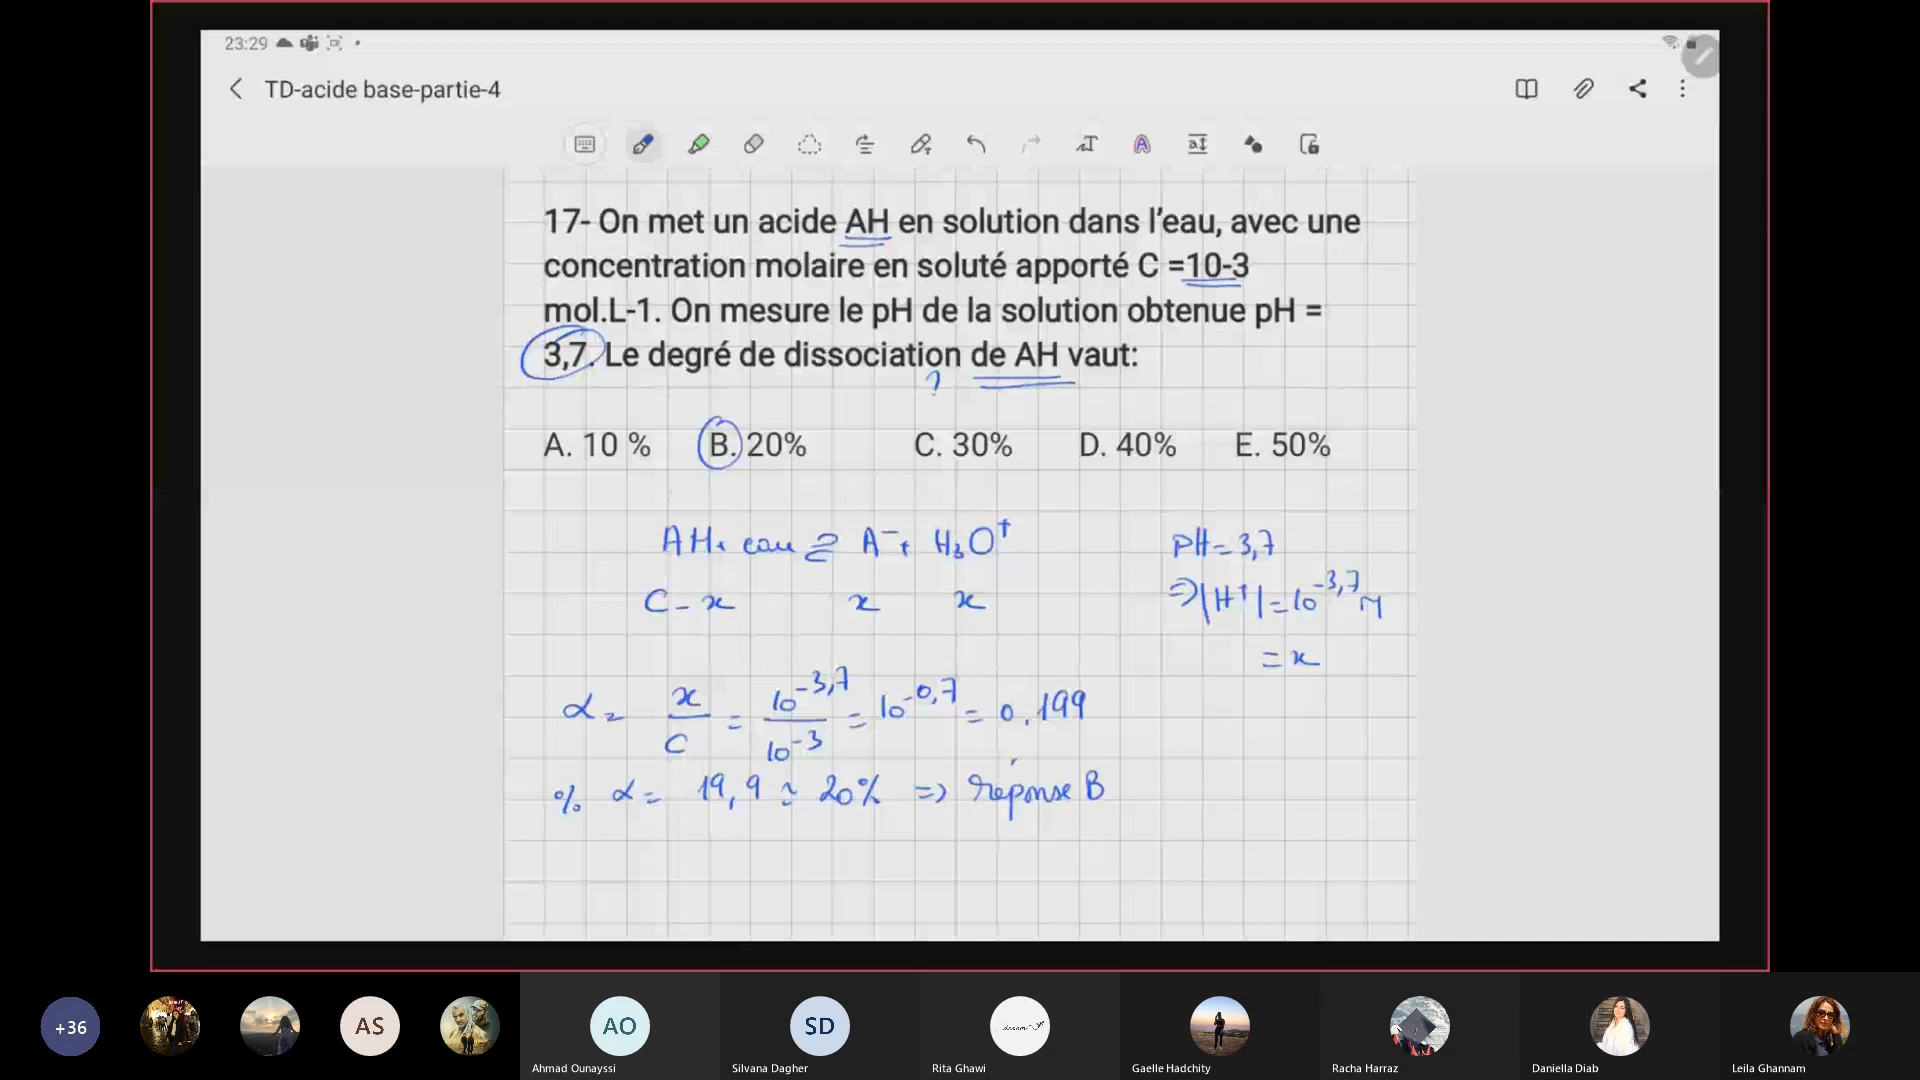 23:29
TD-acide base-partie-4
17- On met un acide AH en solution dans l'eau, avec une
concentration molaire en soluté apporté C =10-3
mol.L-1. On mesure le pH de la solution obtenue pH =
3,7. Le degré de dissociation de AH vaut:
?
A. 10 % B. 20% C. 30% D. 40% E. 50%
AH + eau ⇌ A⁻ + H₃O⁺
C - x x x
pH = 3,7
⇒ |H⁺| = 10^-3,7 M
= x
α = x/C = 10^-3,7/10^-3 = 10^-0,7 = 0.199
% α = 19,9 ≃ 20% ⇒ réponse B
+36
AS
AO
SD
dream
Ahmad Ounayssi
Silvana Dagher
Rita Ghawi
Gaelle Hadchity
Racha Harraz
Daniella Diab
Leila Ghannam